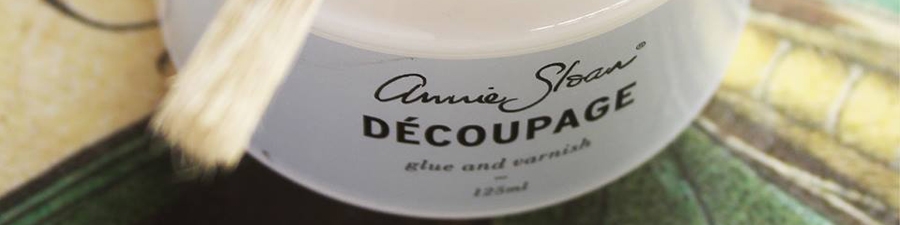 Annie Sloan®
DÉCOUPAGE
glue and varnish
125ml